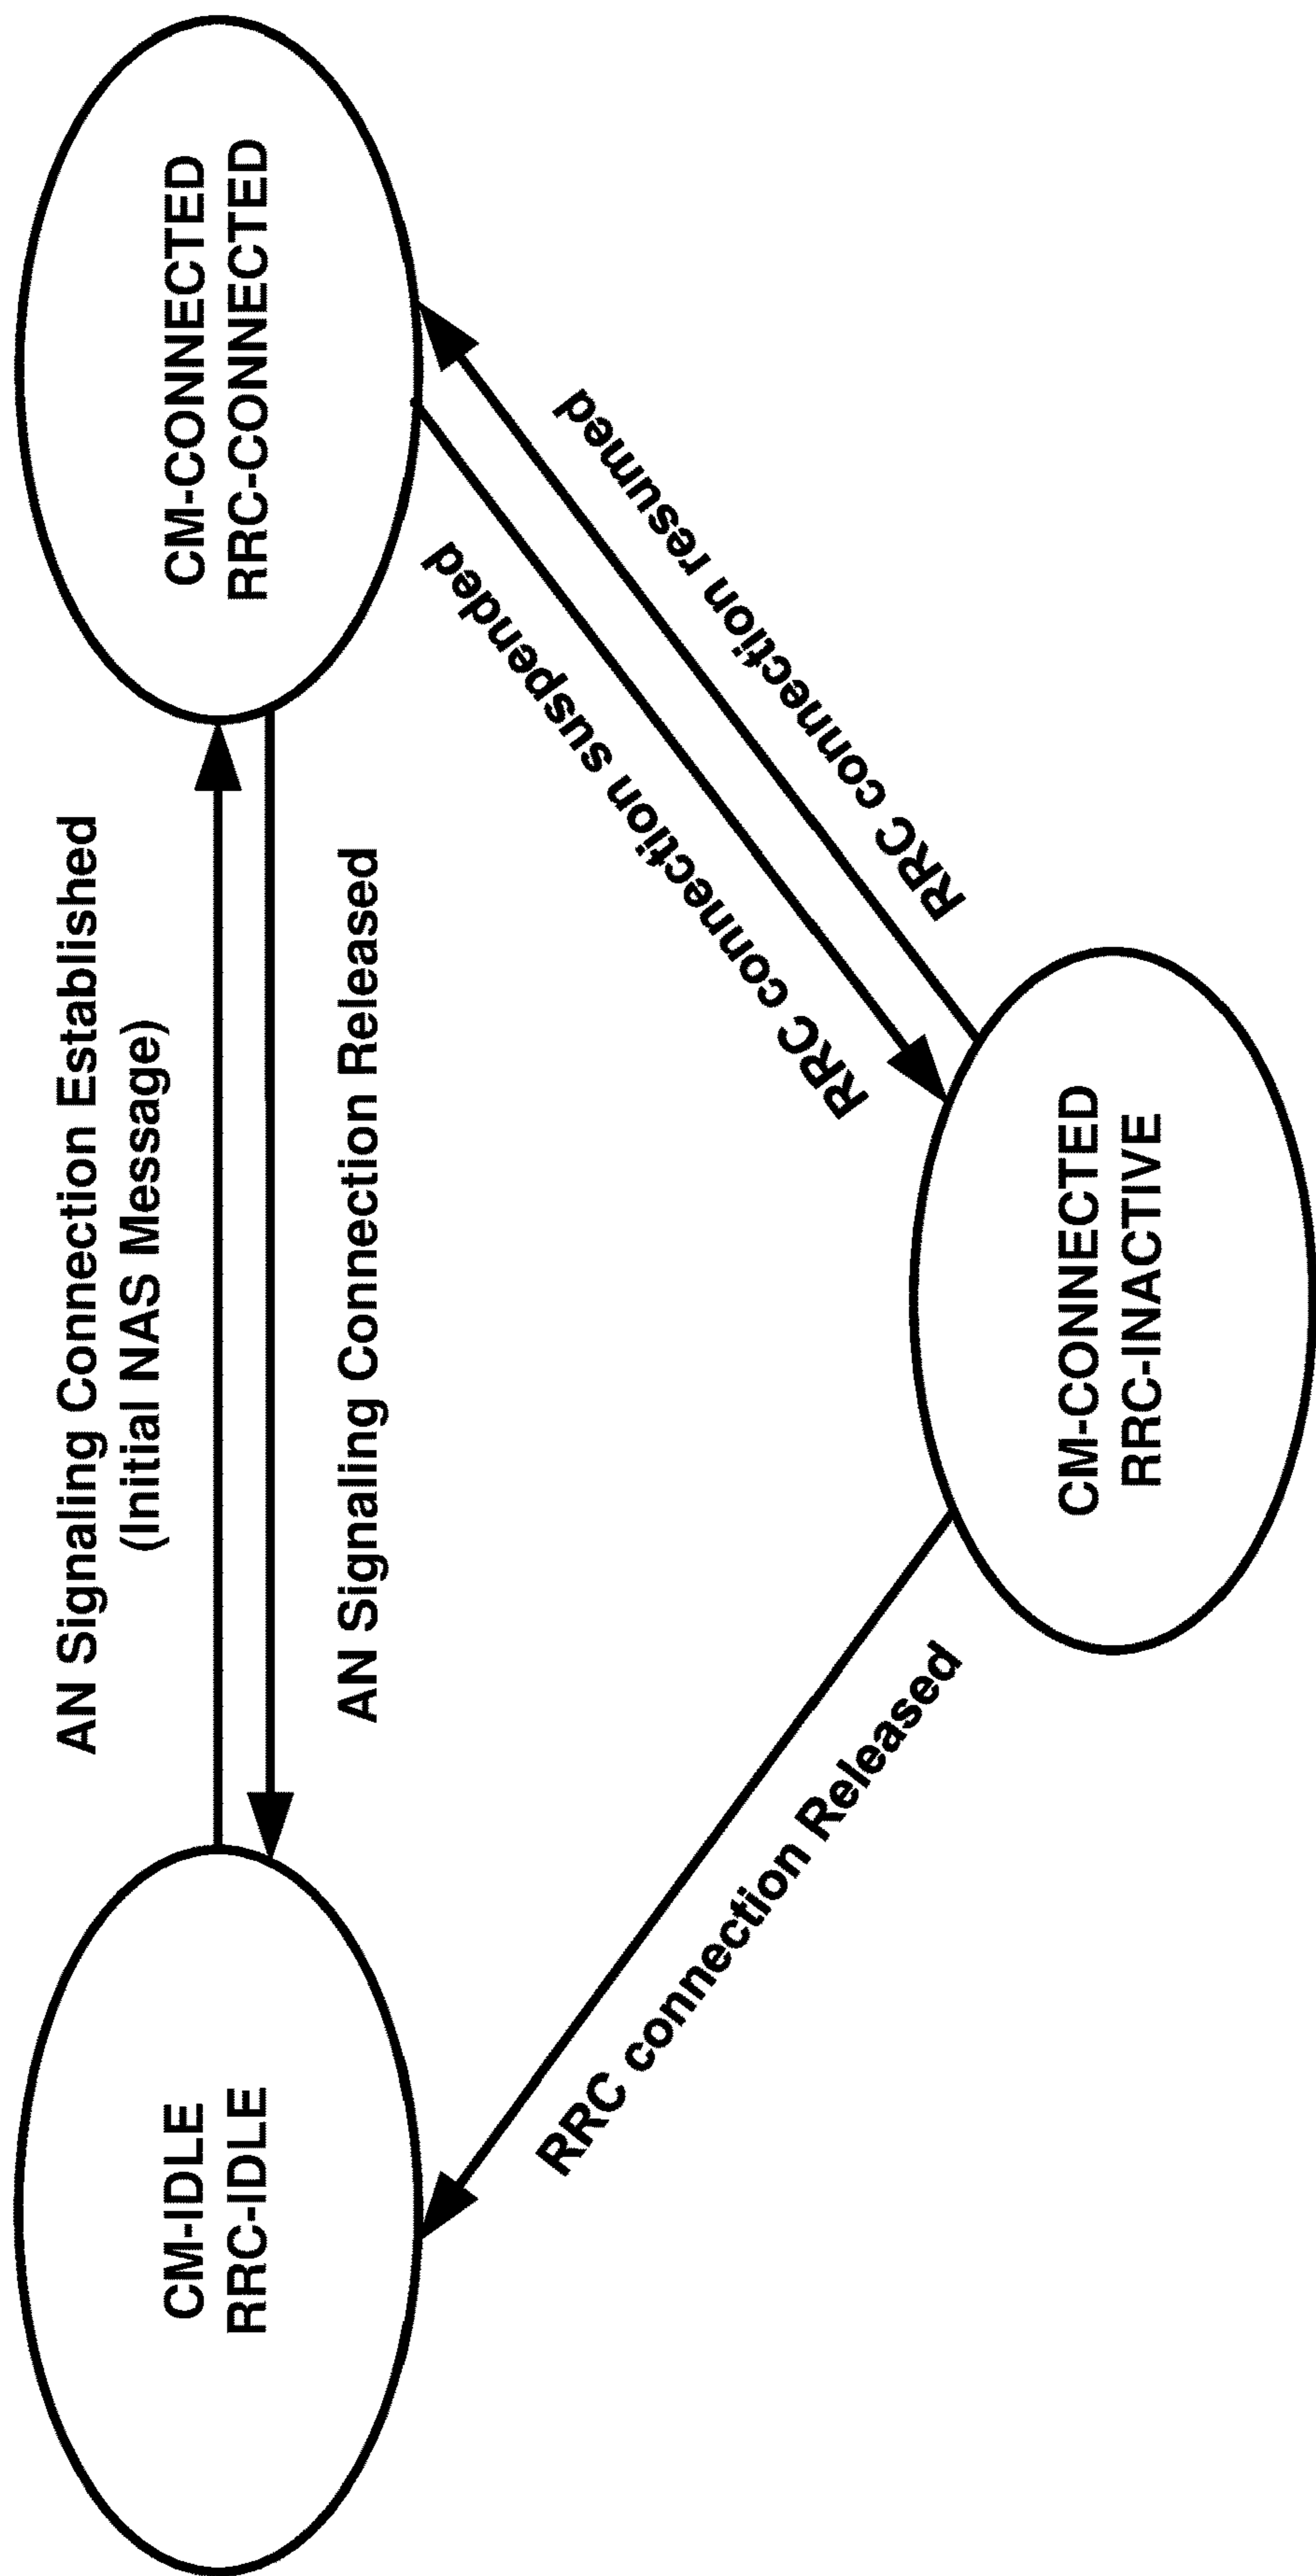 CM-IDLE
RRC-IDLE
AN Signaling Connection Established
(Initial NAS Message)
AN Signaling Connection Released
CM-CONNECTED
RRC-CONNECTED
RRC connection Released
RRC connection suspended
RRC connection resumed
CM-CONNECTED
RRC-INACTIVE